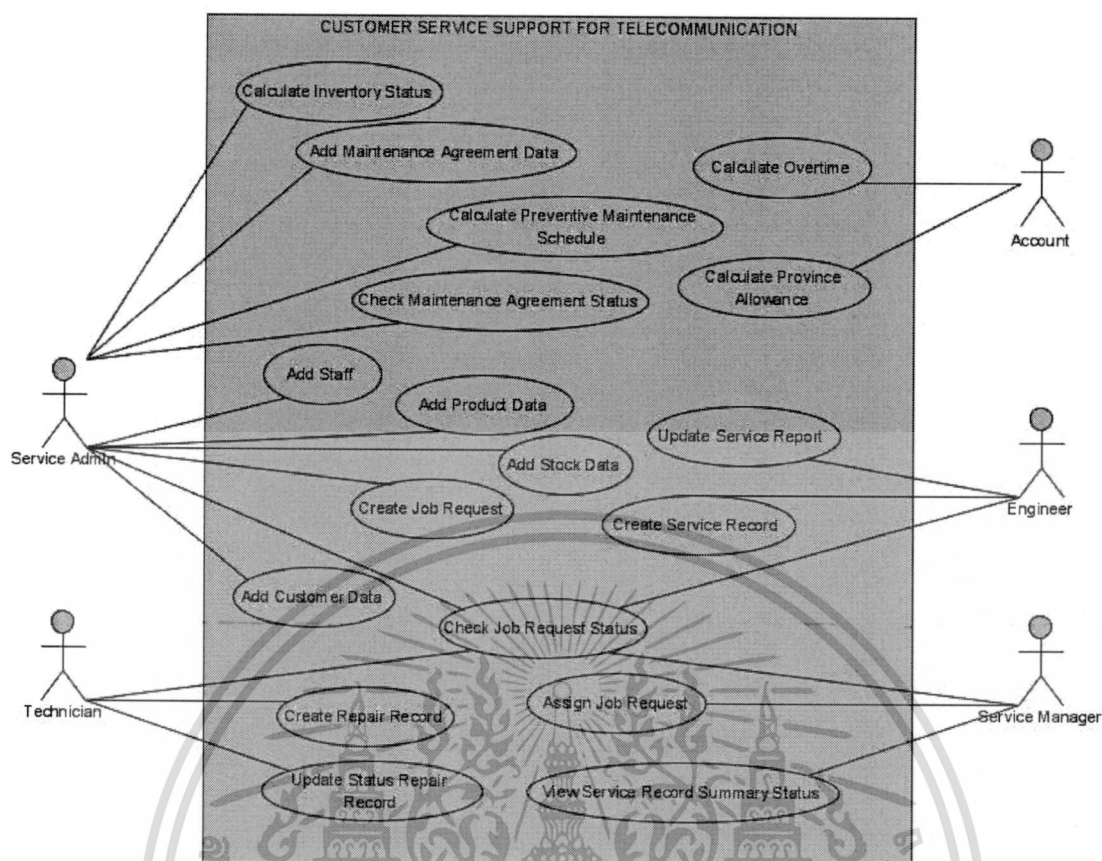 CUSTOMER SERVICE SUPPORT FOR TELECOMMUNICATION
Calculate Inventory Status
Add Maintenance Agreement Data
Calculate Overtime
Calculate Preventive Maintenance
Schedule
Account
Calculate Province
Allowance
Check Maintenance Agreement Status
Add Staff
Add Product Data
Update Service Report
Service Admin
Add Stock Data
Create Job Request
Create Service Record
Engineer
Add Customer Data
Check Job Request Status
Technician
Create Repair Record
Assign Job Request
Service Manager
Update Status Repair
Record
View Service Record Summary Status